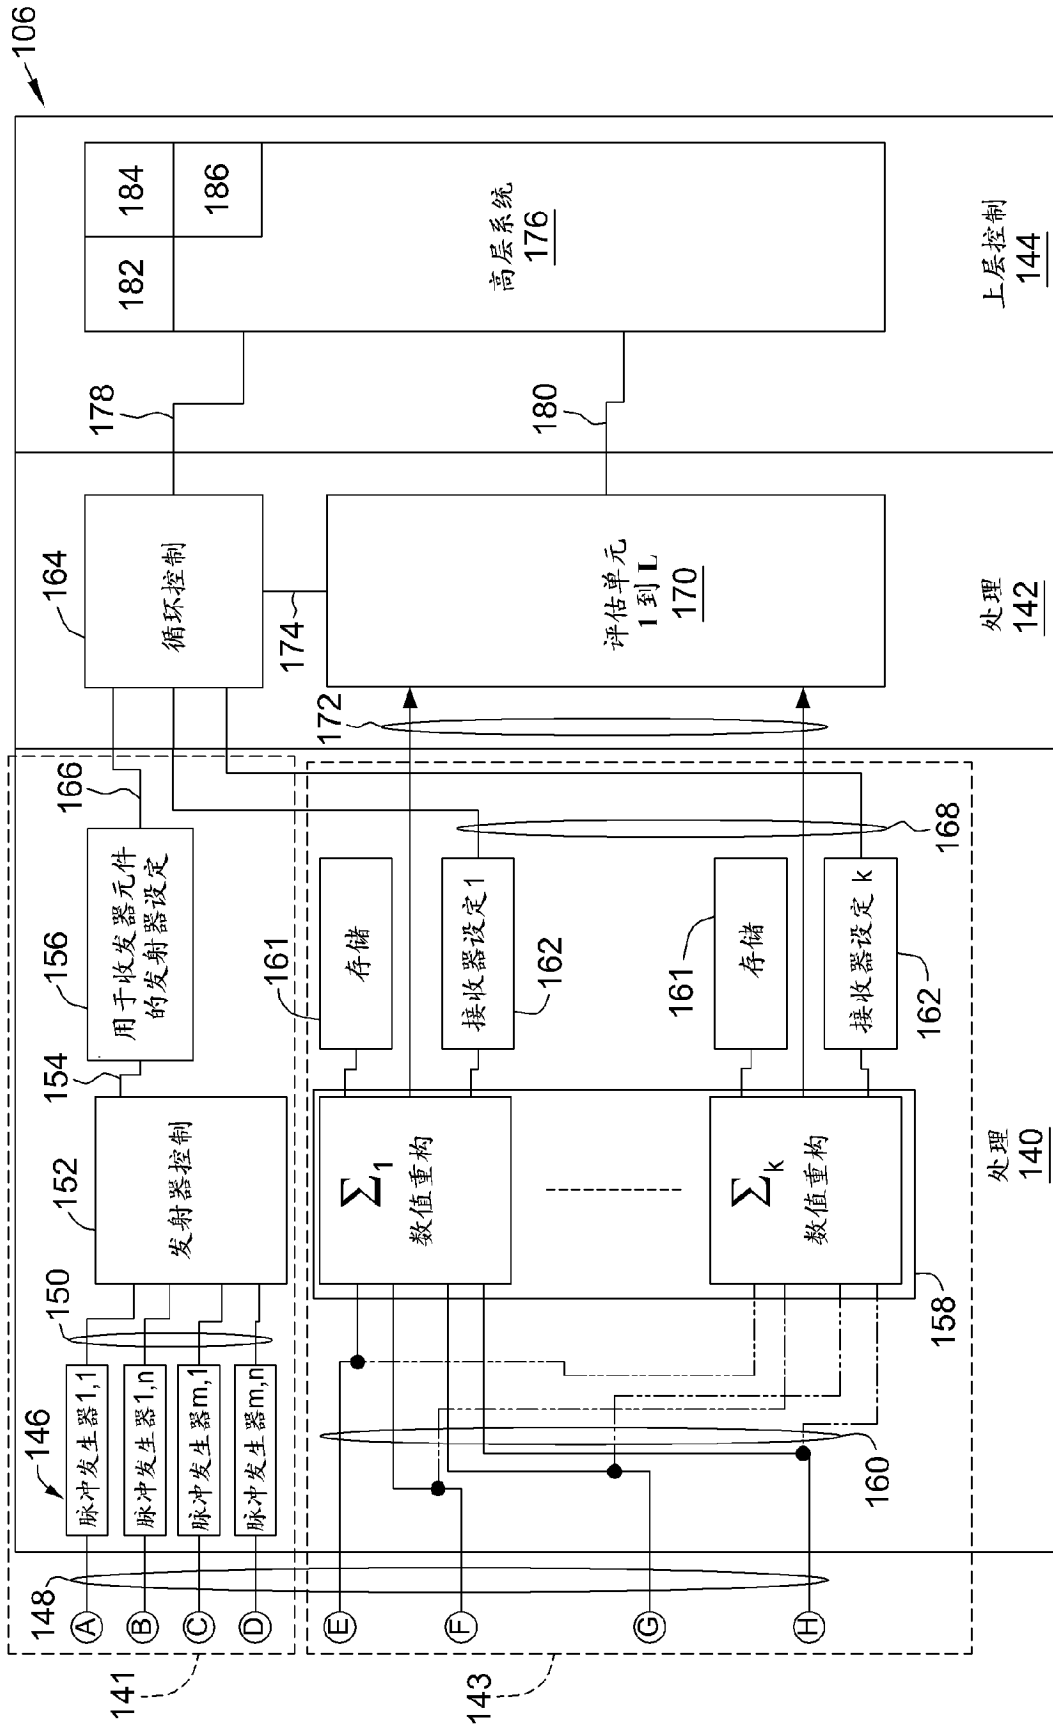 106
184
182
186
高层系统
176
上层控制
144
178
180
164
循环控制
174
评估单元
1 到 L
170
处理
142
172
166
156
用于收发器元件
的发射器设定
154
152
发射器控制
150
146
脉冲发生器1,1
脉冲发生器1,n
脉冲发生器m,1
脉冲发生器m,n
148
A
B
C
D
141
168
161
存储
接收器设定 1
162
161
存储
接收器设定 k
162
Σ1
数值重构
Σk
数值重构
158
160
处理
140
E
F
G
H
143